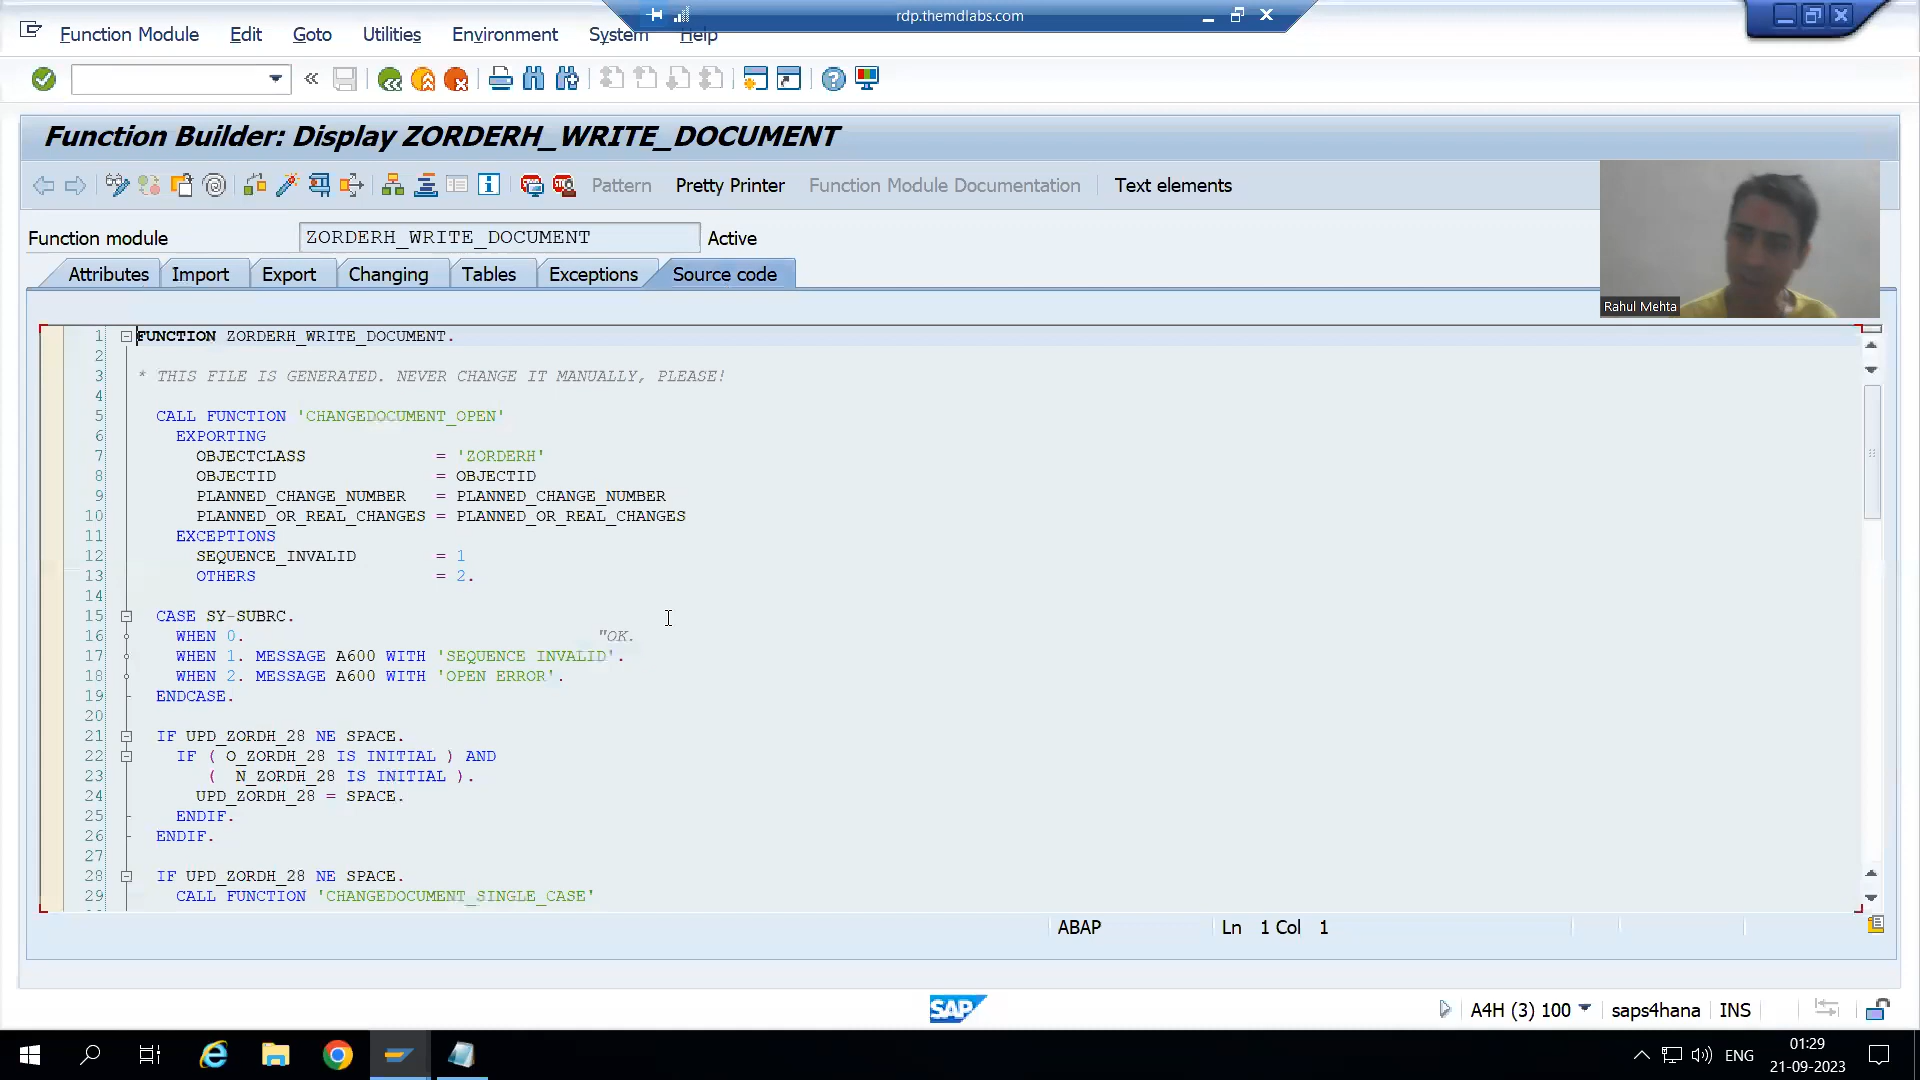 rdp.themdlabs.com
Function Module Edit Goto Utilities Environment System Help
Function Builder: Display ZORDERH_WRITE_DOCUMENT
Pattern Pretty Printer Function Module Documentation Text elements
Function module ZORDERH_WRITE_DOCUMENT Active
Attributes Import Export Changing Tables Exceptions Source code
Rahul Mehta
1 FUNCTION ZORDERH_WRITE_DOCUMENT.
2
3 * THIS FILE IS GENERATED. NEVER CHANGE IT MANUALLY, PLEASE!
4
5 CALL FUNCTION 'CHANGEDOCUMENT_OPEN'
6 EXPORTING
7 OBJECTCLASS = 'ZORDERH'
8 OBJECTID = OBJECTID
9 PLANNED_CHANGE_NUMBER = PLANNED_CHANGE_NUMBER
10 PLANNED_OR_REAL_CHANGES = PLANNED_OR_REAL_CHANGES
11 EXCEPTIONS
12 SEQUENCE_INVALID = 1
13 OTHERS = 2.
14
15 CASE SY-SUBRC.
16 WHEN 0. "OK.
17 WHEN 1. MESSAGE A600 WITH 'SEQUENCE INVALID'.
18 WHEN 2. MESSAGE A600 WITH 'OPEN ERROR'.
19 ENDCASE.
20
21 IF UPD_ZORDH_28 NE SPACE.
22 IF ( O_ZORDH_28 IS INITIAL ) AND
23 ( N_ZORDH_28 IS INITIAL ).
24 UPD_ZORDH_28 = SPACE.
25 ENDIF.
26 ENDIF.
27
28 IF UPD_ZORDH_28 NE SPACE.
29 CALL FUNCTION 'CHANGEDOCUMENT_SINGLE_CASE'
ABAP Ln 1 Col 1
SAP A4H (3) 100 saps4hana INS
ENG 01:29
21-09-2023